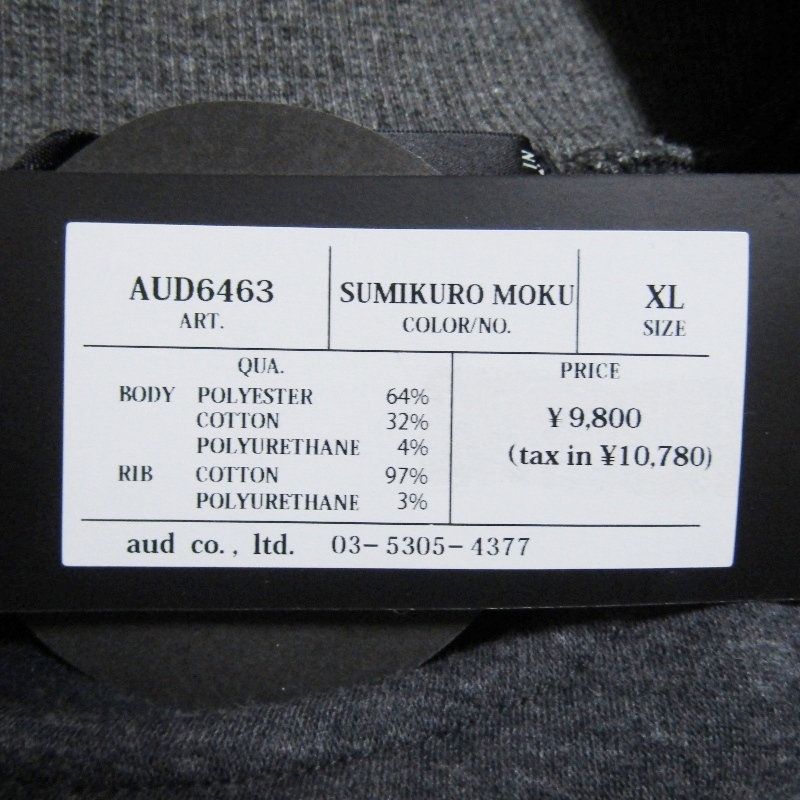 AUD6463
ART.
SUMIKURO MOKU
COLOR/NO.
XL
SIZE
QUA.
BODY POLYESTER 64%
COTTON 32%
POLYURETHANE 4%
RIB COTTON 97%
POLYURETHANE 3%
PRICE
¥9,800
(tax in ¥10,780)
aud co., ltd. 03-5305-4377